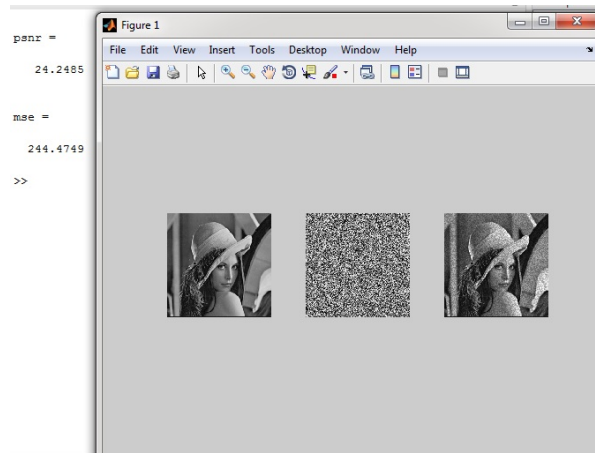 psnr =
24.2485
mse =
244.4749
>>
Figure 1
File Edit View Insert Tools Desktop Window Help